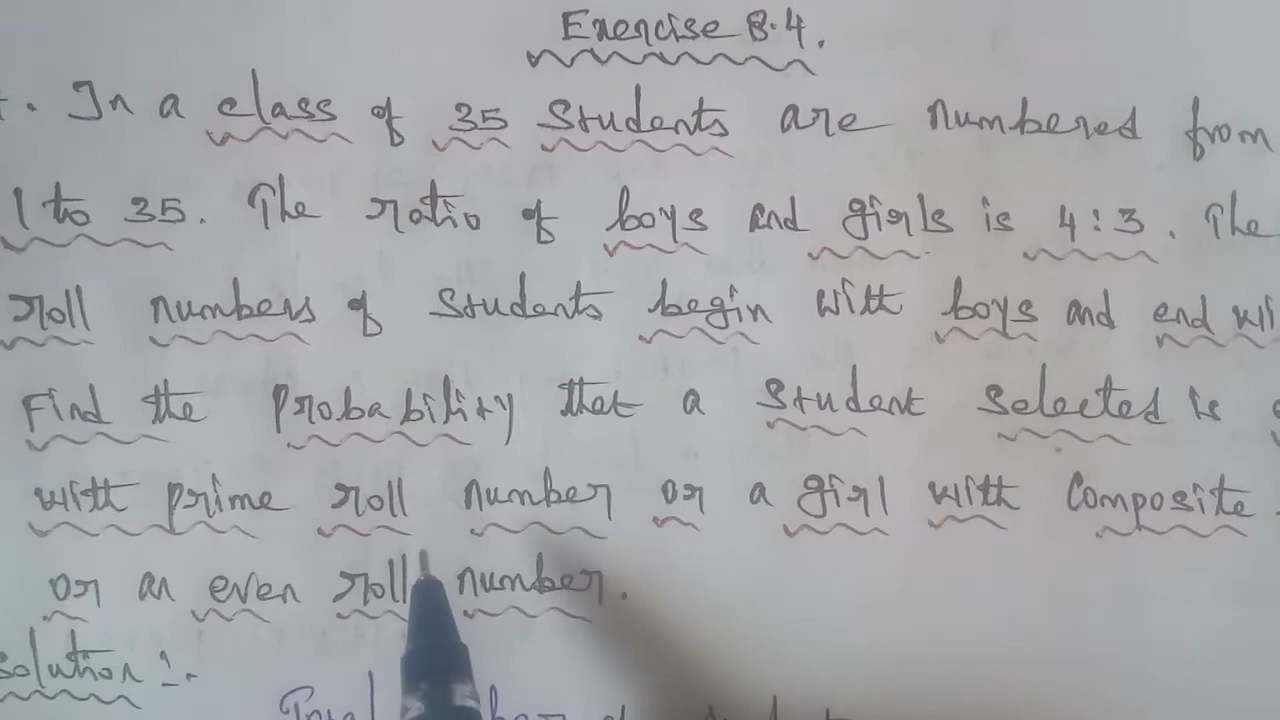 Exercise 8.4.
. In a class of 35 students are numbered from
1 to 35. The ratio of boys and girls is 4:3. The
roll numbers of students begin with boys and end wi
Find the probability that a student selected is
with prime roll number or a girl with composite
or an even roll number.
solution :-